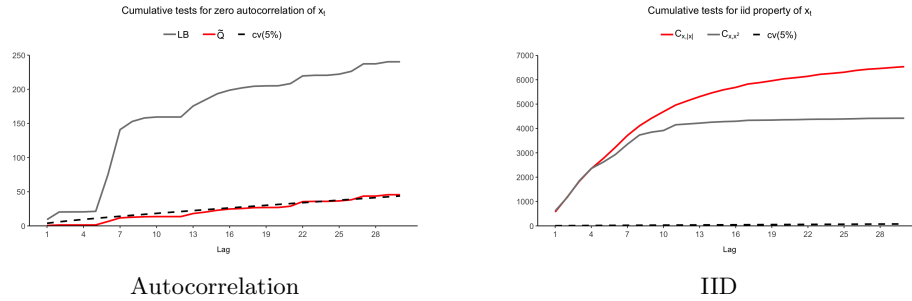 Cumulative tests for zero autocorrelation of xt
LB Q̃ cv(5%)
250
200
150
100
50
0
1 4 7 10 13 16 19 22 25 28
Lag
Autocorrelation
Cumulative tests for iid property of xt
Cx,|x| Cx,x² cv(5%)
7000
6000
5000
4000
3000
2000
1000
0
1 4 7 10 13 16 19 22 25 28
Lag
IID